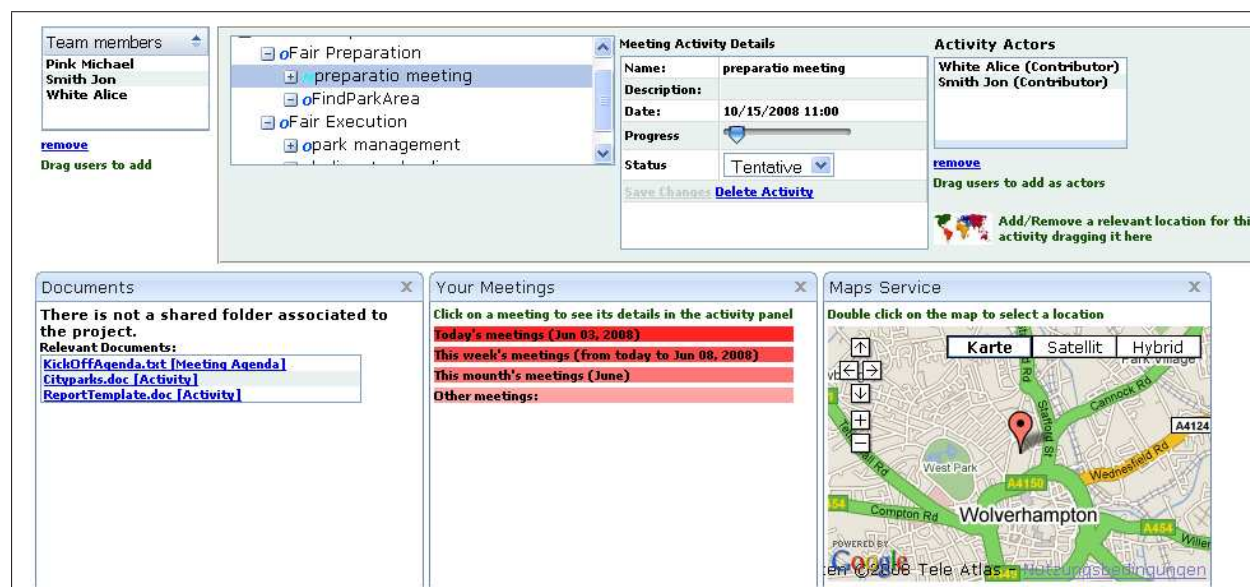 Team members
Pink Michael
Smith Jon
White Alice
remove
Drag users to add
Fair Preparation
preparatio meeting
FindParkArea
Fair Execution
park management
Meeting Activity Details
Name: preparatio meeting
Description:
Date: 10/15/2008 11:00
Progress
Status Tentative
Save Changes Delete Activity
Activity Actors
White Alice (Contributor)
Smith Jon (Contributor)
remove
Drag users to add as actors
Add/Remove a relevant location for thi
activity dragging it here
Documents X
There is not a shared folder associated to
the project.
Relevant Documents:
KickOffAgenda.txt [Meeting Agenda]
Cityparks.doc [Activity]
ReportTemplate.doc [Activity]
Your Meetings X
Click on a meeting to see its details in the activity panel
Today's meetings (Jun 03, 2008)
This week's meetings (from today to Jun 08, 2008)
This mounth's meetings (June)
Other meetings:
Maps Service X
Double click on the map to select a location
Karte Satellit Hybrid
Park Village
Cannock Rd
Stafford St
A4124
Wednesfield Rd
West Park
A4150
Compton Rd
Wolverhampton
A454
Willen
POWERED BY
Google
©2008 Tele Atlas - Nutzungsbedingungen